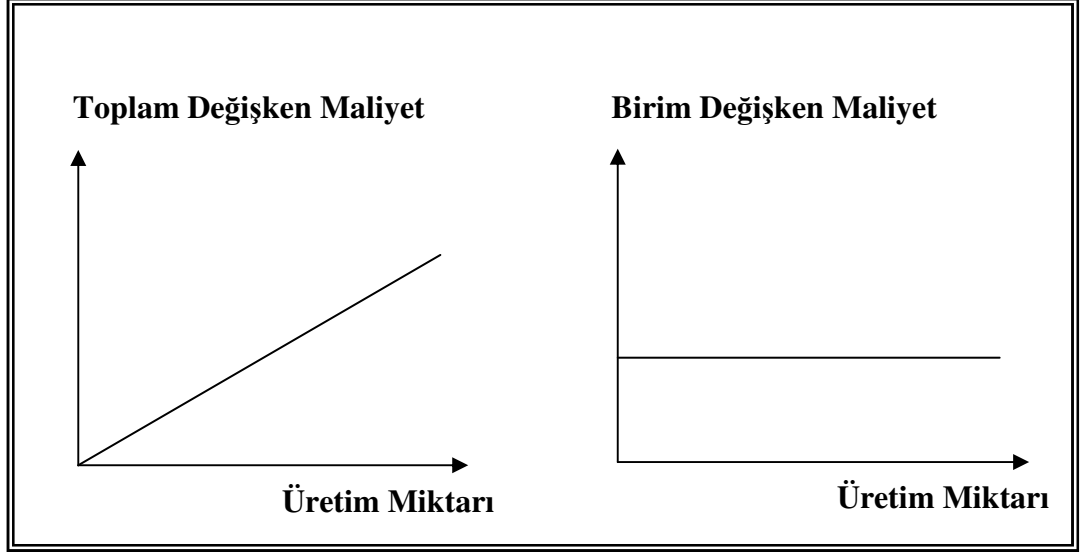 Toplam Değişken Maliyet
Birim Değişken Maliyet
Üretim Miktarı
Üretim Miktarı